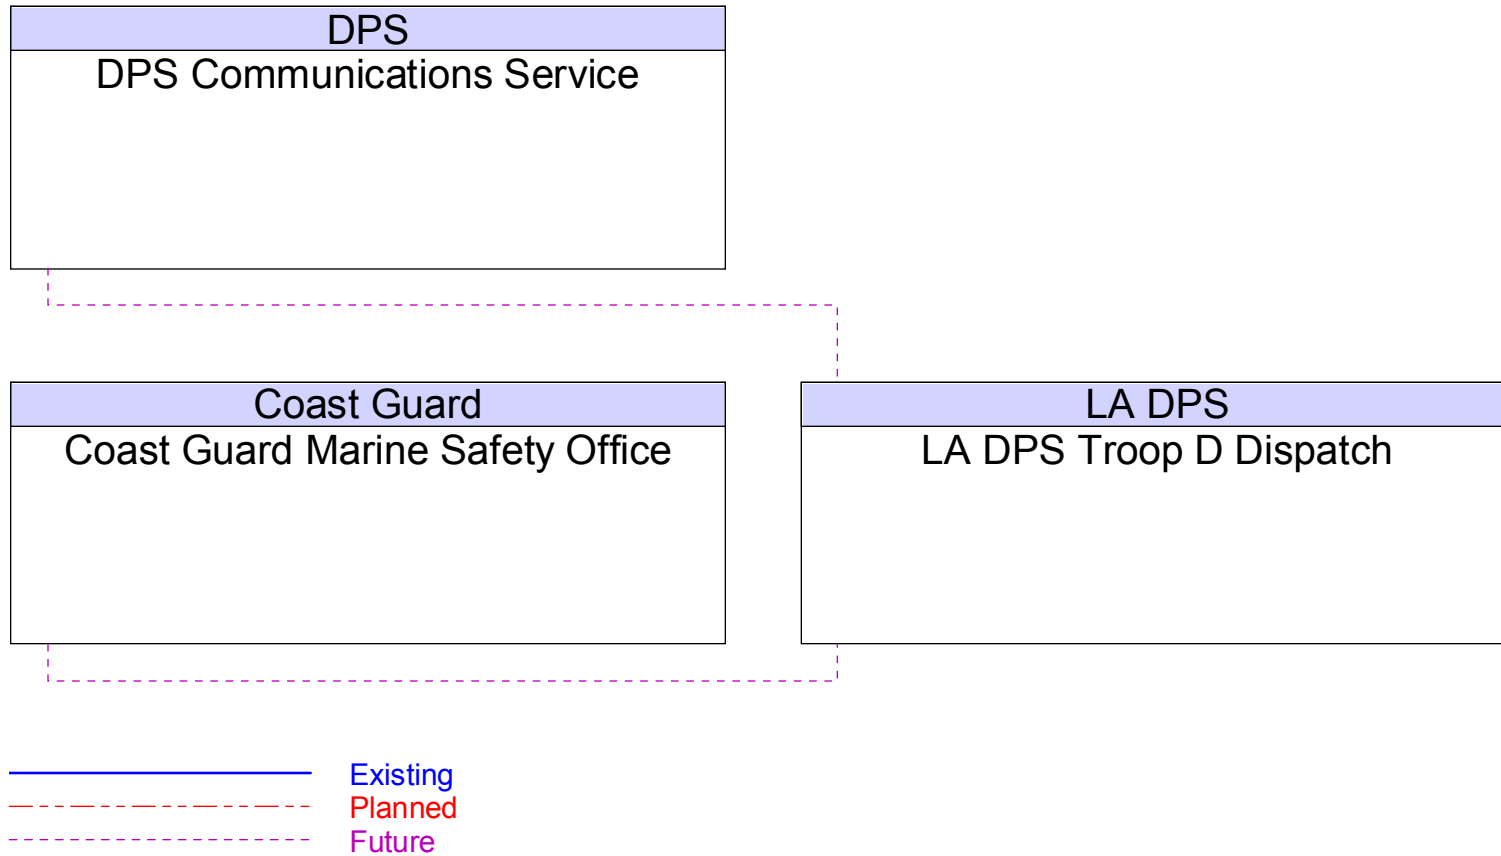 DPS
DPS Communications Service
Coast Guard
Coast Guard Marine Safety Office
LA DPS
LA DPS Troop D Dispatch
Existing
Planned
Future